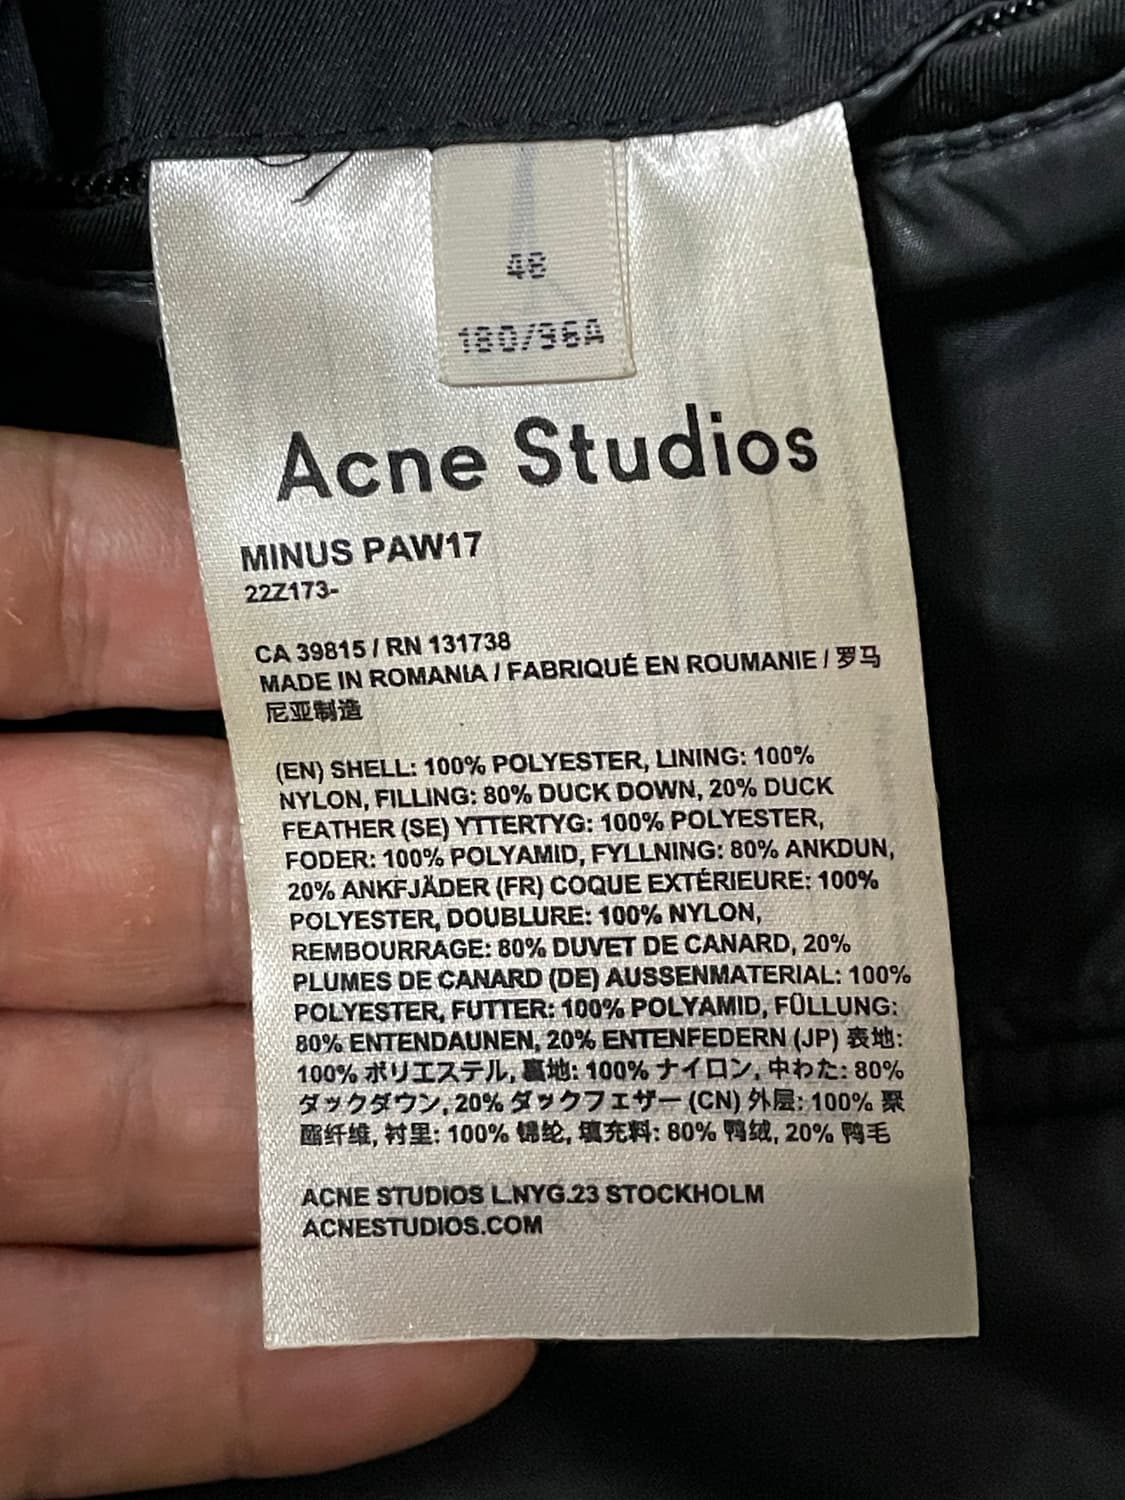 48
180/96A
Acne Studios
MINUS PAW17
22Z173-
CA 39815 / RN 131738
MADE IN ROMANIA / FABRIQUÉ EN ROUMANIE / 罗马
尼亚制造
(EN) SHELL: 100% POLYESTER, LINING: 100%
NYLON, FILLING: 80% DUCK DOWN, 20% DUCK
FEATHER (SE) YTTERTYG: 100% POLYESTER,
FODER: 100% POLYAMID, FYLLNING: 80% ANKDUN,
20% ANKFJÄDER (FR) COQUE EXTÉRIEURE: 100%
POLYESTER, DOUBLURE: 100% NYLON,
REMBOURRAGE: 80% DUVET DE CANARD, 20%
PLUMES DE CANARD (DE) AUSSENMATERIAL: 100%
POLYESTER, FUTTER: 100% POLYAMID, FÜLLUNG:
80% ENTENDAUNEN, 20% ENTENFEDERN (JP) 表地:
100% ポリエステル, 裏地: 100% ナイロン, 中わた: 80%
ダックダウン, 20% ダックフェザー (CN) 外层: 100% 聚
酯纤维, 衬里: 100% 锦纶, 填充料: 80% 鸭绒, 20% 鸭毛
ACNE STUDIOS L.NYG.23 STOCKHOLM
ACNESTUDIOS.COM